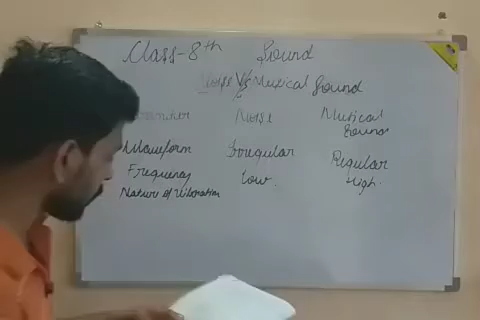 Class-8th Sound
Noise Vs Musical Sound
Noise Musical Sound
Waveform Irregular Regular
Frequency Low. High.
Nature of Vibration